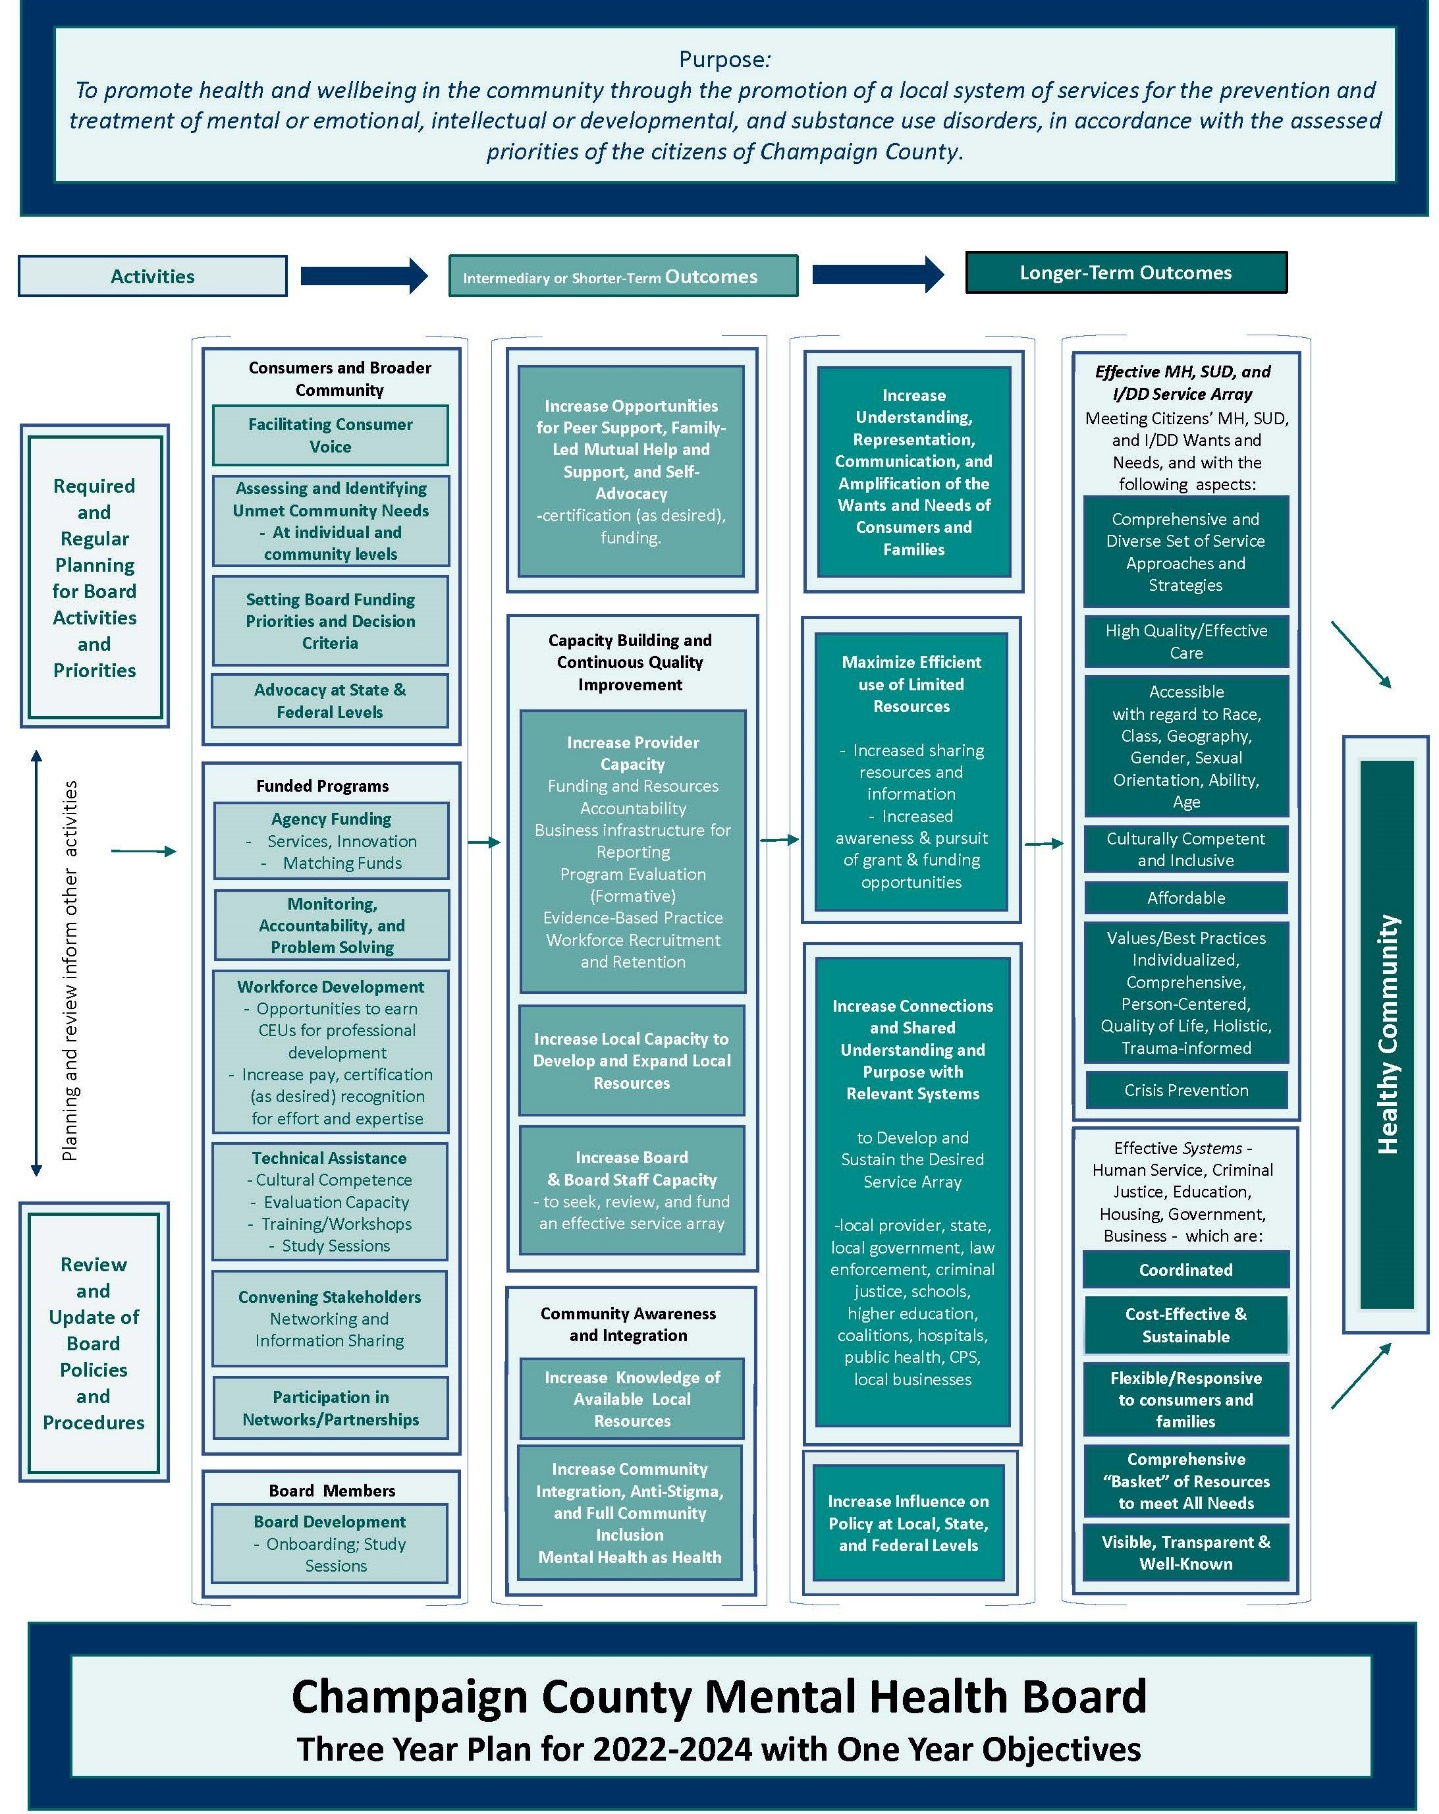 Purpose:
To promote health and wellbeing in the community through the promotion of a local system of services for the prevention and
treatment of mental or emotional, intellectual or developmental, and substance use disorders, in accordance with the assessed
priorities of the citizens of Champaign County.
Activities
Intermediary or Shorter-Term Outcomes
Longer-Term Outcomes
Required
and
Regular
Planning
for Board
Activities
and
Priorities
Planning and review inform other activities
Review
and
Update of
Board
Policies
and
Procedures
Consumers and Broader
Community
Facilitating Consumer
Voice
Assessing and Identifying
Unmet Community Needs
- At individual and
community levels
Setting Board Funding
Priorities and Decision
Criteria
Advocacy at State &
Federal Levels
Funded Programs
Agency Funding
- Services, Innovation
- Matching Funds
Monitoring,
Accountability, and
Problem Solving
Workforce Development
- Opportunities to earn
CEUs for professional
development
- Increase pay, certification
(as desired) recognition
for effort and expertise
Technical Assistance
- Cultural Competence
- Evaluation Capacity
- Training/Workshops
- Study Sessions
Convening Stakeholders
Networking and
Information Sharing
Participation in
Networks/Partnerships
Board Members
Board Development
- Onboarding; Study
Sessions
Increase Opportunities
for Peer Support, Family-
Led Mutual Help and
Support, and Self-
Advocacy
-certification (as desired),
funding.
Capacity Building and
Continuous Quality
Improvement
Increase Provider
Capacity
Funding and Resources
Accountability
Business infrastructure for
Reporting
Program Evaluation
(Formative)
Evidence-Based Practice
Workforce Recruitment
and Retention
Increase Local Capacity to
Develop and Expand Local
Resources
Increase Board
& Board Staff Capacity
- to seek, review, and fund
an effective service array
Community Awareness
and Integration
Increase Knowledge of
Available Local
Resources
Increase Community
Integration, Anti-Stigma,
and Full Community
Inclusion
Mental Health as Health
Increase
Understanding,
Representation,
Communication, and
Amplification of the
Wants and Needs of
Consumers and
Families
Maximize Efficient
use of Limited
Resources
- Increased sharing
resources and
information
- Increased
awareness & pursuit
of grant & funding
opportunities
Increase Connections
and Shared
Understanding and
Purpose with
Relevant Systems
to Develop and
Sustain the Desired
Service Array
-local provider, state,
local government, law
enforcement, criminal
justice, schools,
higher education,
coalitions, hospitals,
public health, CPS,
local businesses
Increase Influence on
Policy at Local, State,
and Federal Levels
Effective MH, SUD, and
I/DD Service Array
Meeting Citizens' MH, SUD,
and I/DD Wants and
Needs, and with the
following aspects:
Comprehensive and
Diverse Set of Service
Approaches and
Strategies
High Quality/Effective
Care
Accessible
with regard to Race,
Class, Geography,
Gender, Sexual
Orientation, Ability,
Age
Culturally Competent
and Inclusive
Affordable
Values/Best Practices
Individualized,
Comprehensive,
Person-Centered,
Quality of Life, Holistic,
Trauma-informed
Crisis Prevention
Effective Systems -
Human Service, Criminal
Justice, Education,
Housing, Government,
Business - which are:
Coordinated
Cost-Effective &
Sustainable
Flexible/Responsive
to consumers and
families
Comprehensive
“Basket” of Resources
to meet All Needs
Visible, Transparent &
Well-Known
Healthy Community
Champaign County Mental Health Board
Three Year Plan for 2022-2024 with One Year Objectives